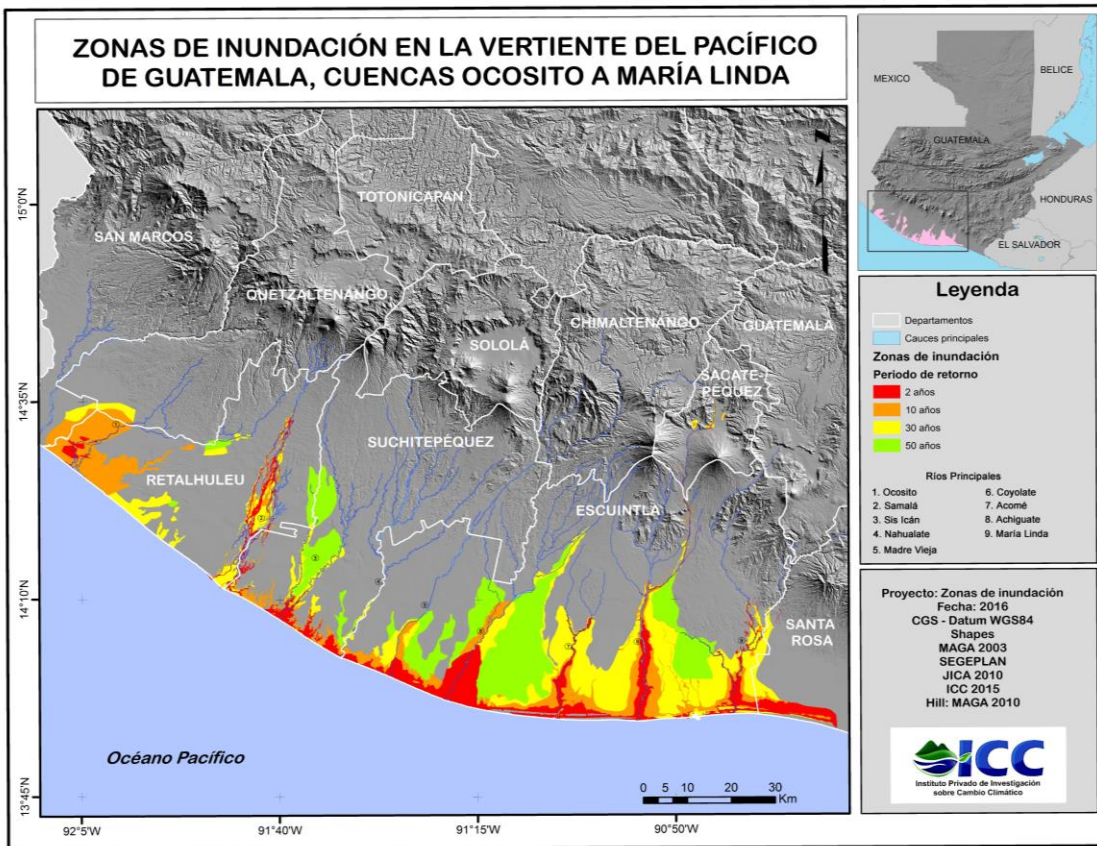 ZONAS DE INUNDACIÓN EN LA VERTIENTE DEL PACÍFICO
DE GUATEMALA, CUENCAS OCOSITO A MARÍA LINDA
MEXICO
BELICE
GUATEMALA
HONDURAS
EL SALVADOR
N
TOTONICAPAN
SAN MARCOS
QUETZALTENANGO
CHIMALTENANGO
GUATEMALA
SOLOLÁ
SACATE-
PÉQUEZ
SUCHITEPÉQUEZ
RETALHULEU
ESCUINTLA
SANTA
ROSA
Océano Pacífico
0 5 10 20 30
Km
15°0'N
14°35'N
14°10'N
13°45'N
92°5'W
91°40'W
91°15'W
90°50'W
Leyenda
Departamentos
Cauces principales
Zonas de inundación
Periodo de retorno
2 años
10 años
30 años
50 años
Ríos Principales
1. Ocosito
2. Samalá
3. Sis Icán
4. Nahualate
5. Madre Vieja
6. Coyolate
7. Acomé
8. Achiguate
9. María Linda
Proyecto: Zonas de inundación
Fecha: 2016
CGS - Datum WGS84
Shapes
MAGA 2003
SEGEPLAN
JICA 2010
ICC 2015
Hill: MAGA 2010
ICC
Instituto Privado de Investigación
sobre Cambio Climático